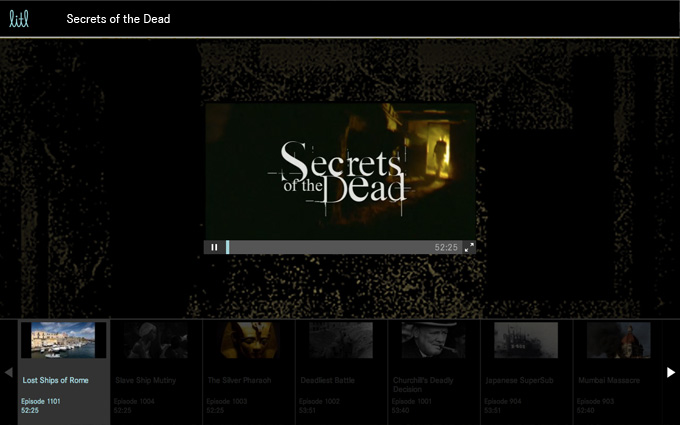 litl
Secrets of the Dead
Secrets
of the Dead
52:25
Lost Ships of Rome
Episode 1101
52:25
Slave Ship Mutiny
Episode 1004
52:25
The Silver Pharaoh
Episode 1003
52:25
Deadliest Battle
Episode 1002
53:51
Churchill's Deadly
Decision
Episode 1001
53:40
Japanese SuperSub
Episode 904
53:51
Mumbai Massacre
Episode 903
52:40